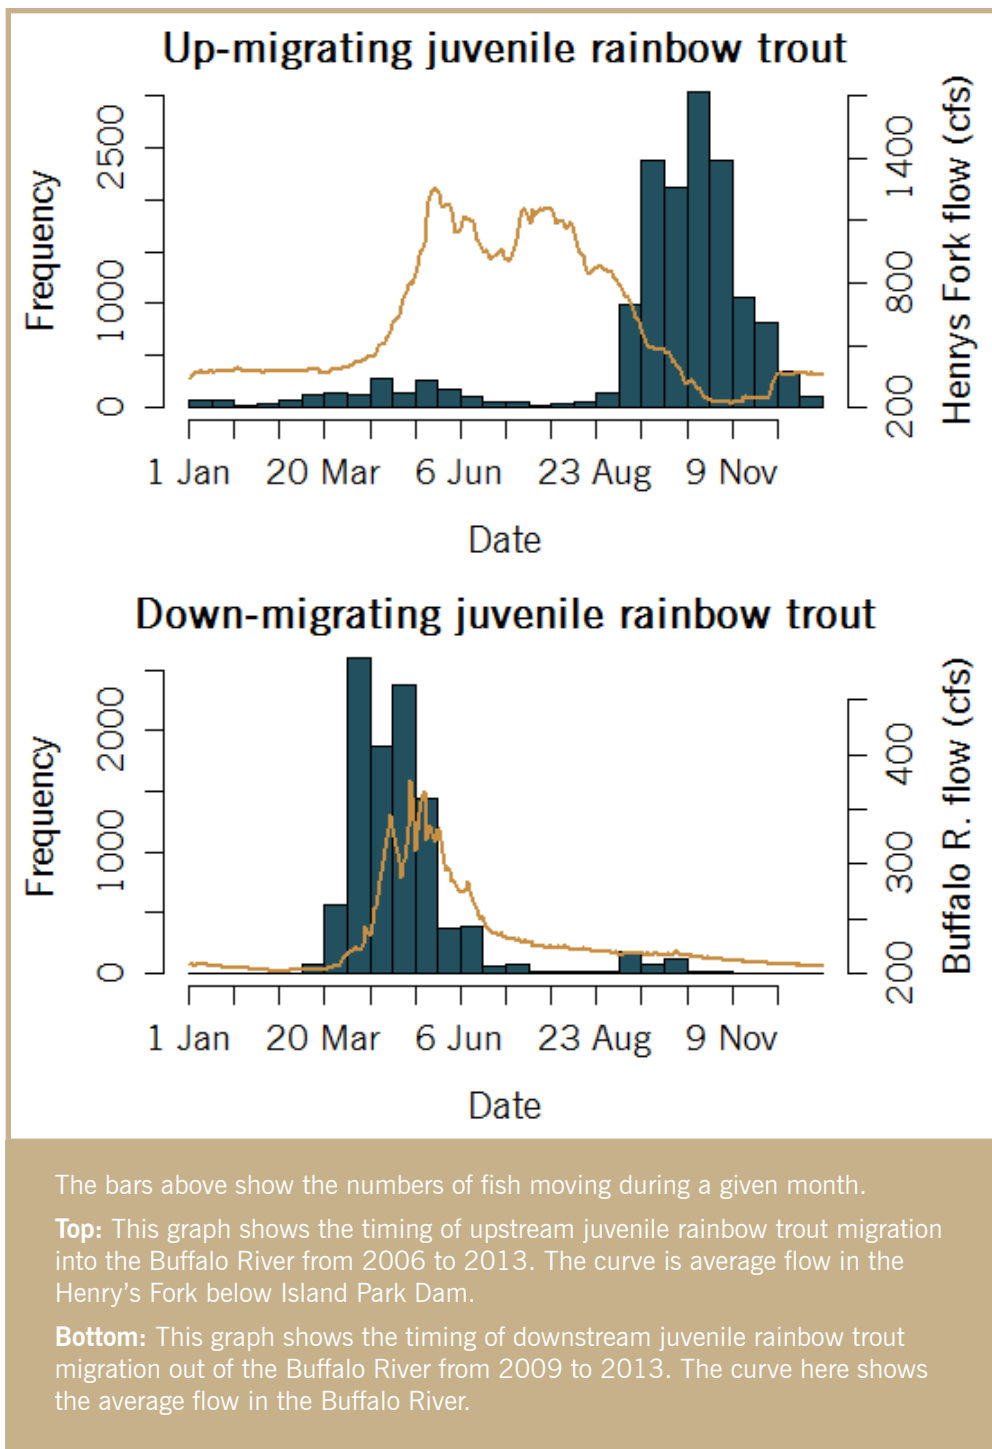 Up-migrating juvenile rainbow trout
Frequency
0
1000
2500
Henrys Fork flow (cfs)
200
800
1400
1 Jan 20 Mar 6 Jun 23 Aug 9 Nov
Date
Down-migrating juvenile rainbow trout
Frequency
0
1000
2000
Buffalo R. flow (cfs)
200
300
400
1 Jan 20 Mar 6 Jun 23 Aug 9 Nov
Date
The bars above show the numbers of fish moving during a given month.
Top: This graph shows the timing of upstream juvenile rainbow trout migration
into the Buffalo River from 2006 to 2013. The curve is average flow in the
Henry's Fork below Island Park Dam.
Bottom: This graph shows the timing of downstream juvenile rainbow trout
migration out of the Buffalo River from 2009 to 2013. The curve here shows
the average flow in the Buffalo River.